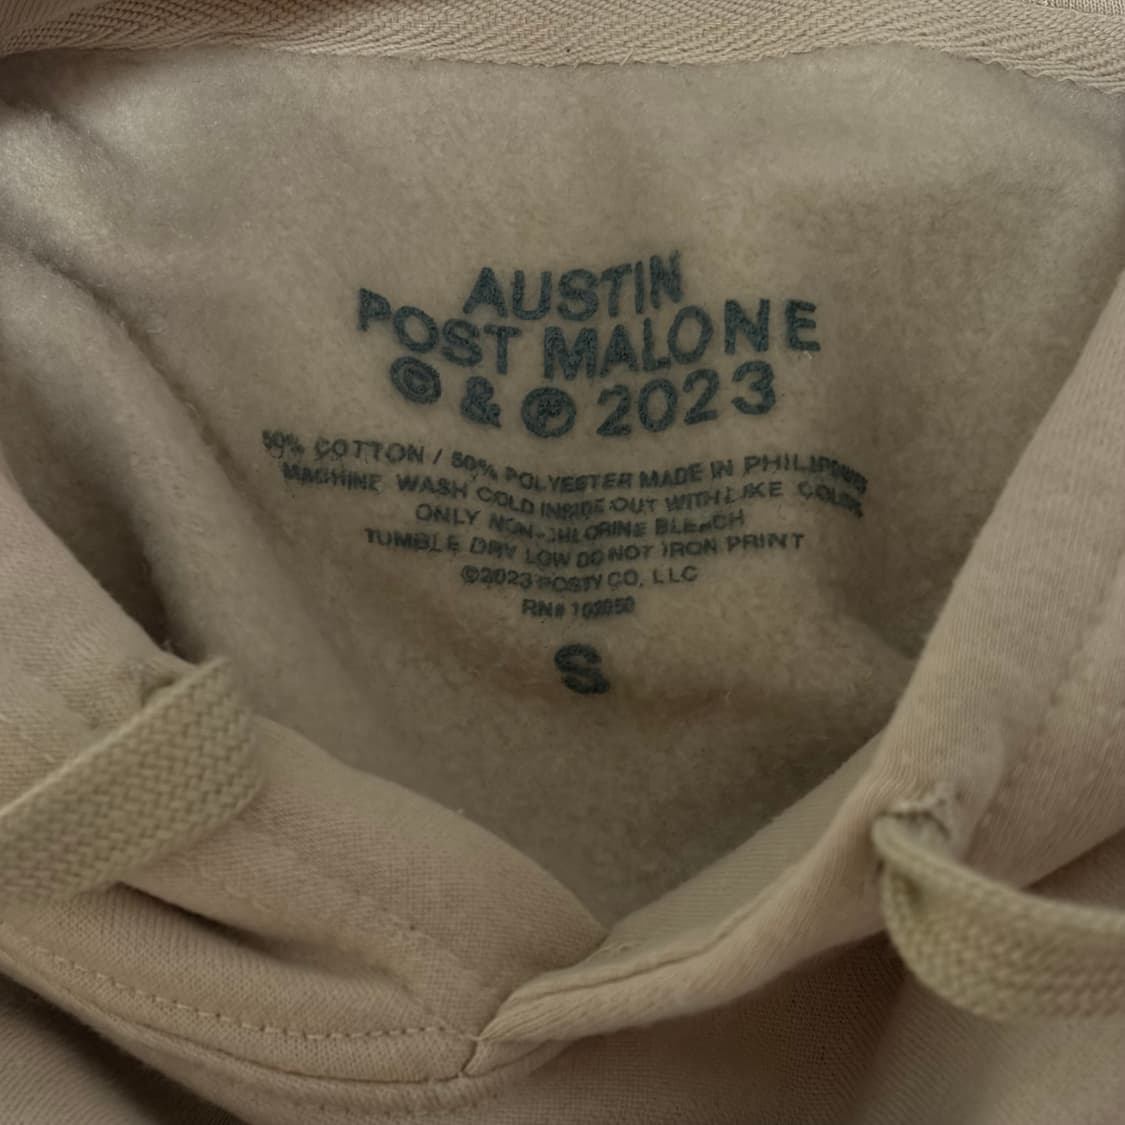 AUSTIN
POST MALONE
© & ℗ 2023
50% COTTON / 50% POLYESTER MADE IN PHILIPPINES
MACHINE WASH COLD INSIDE OUT WITH LIKE COLORS
ONLY NON-CHLORINE BLEACH
TUMBLE DRY LOW DO NOT IRON PRINT
©2023 POSTY CO, LLC
RN#
S